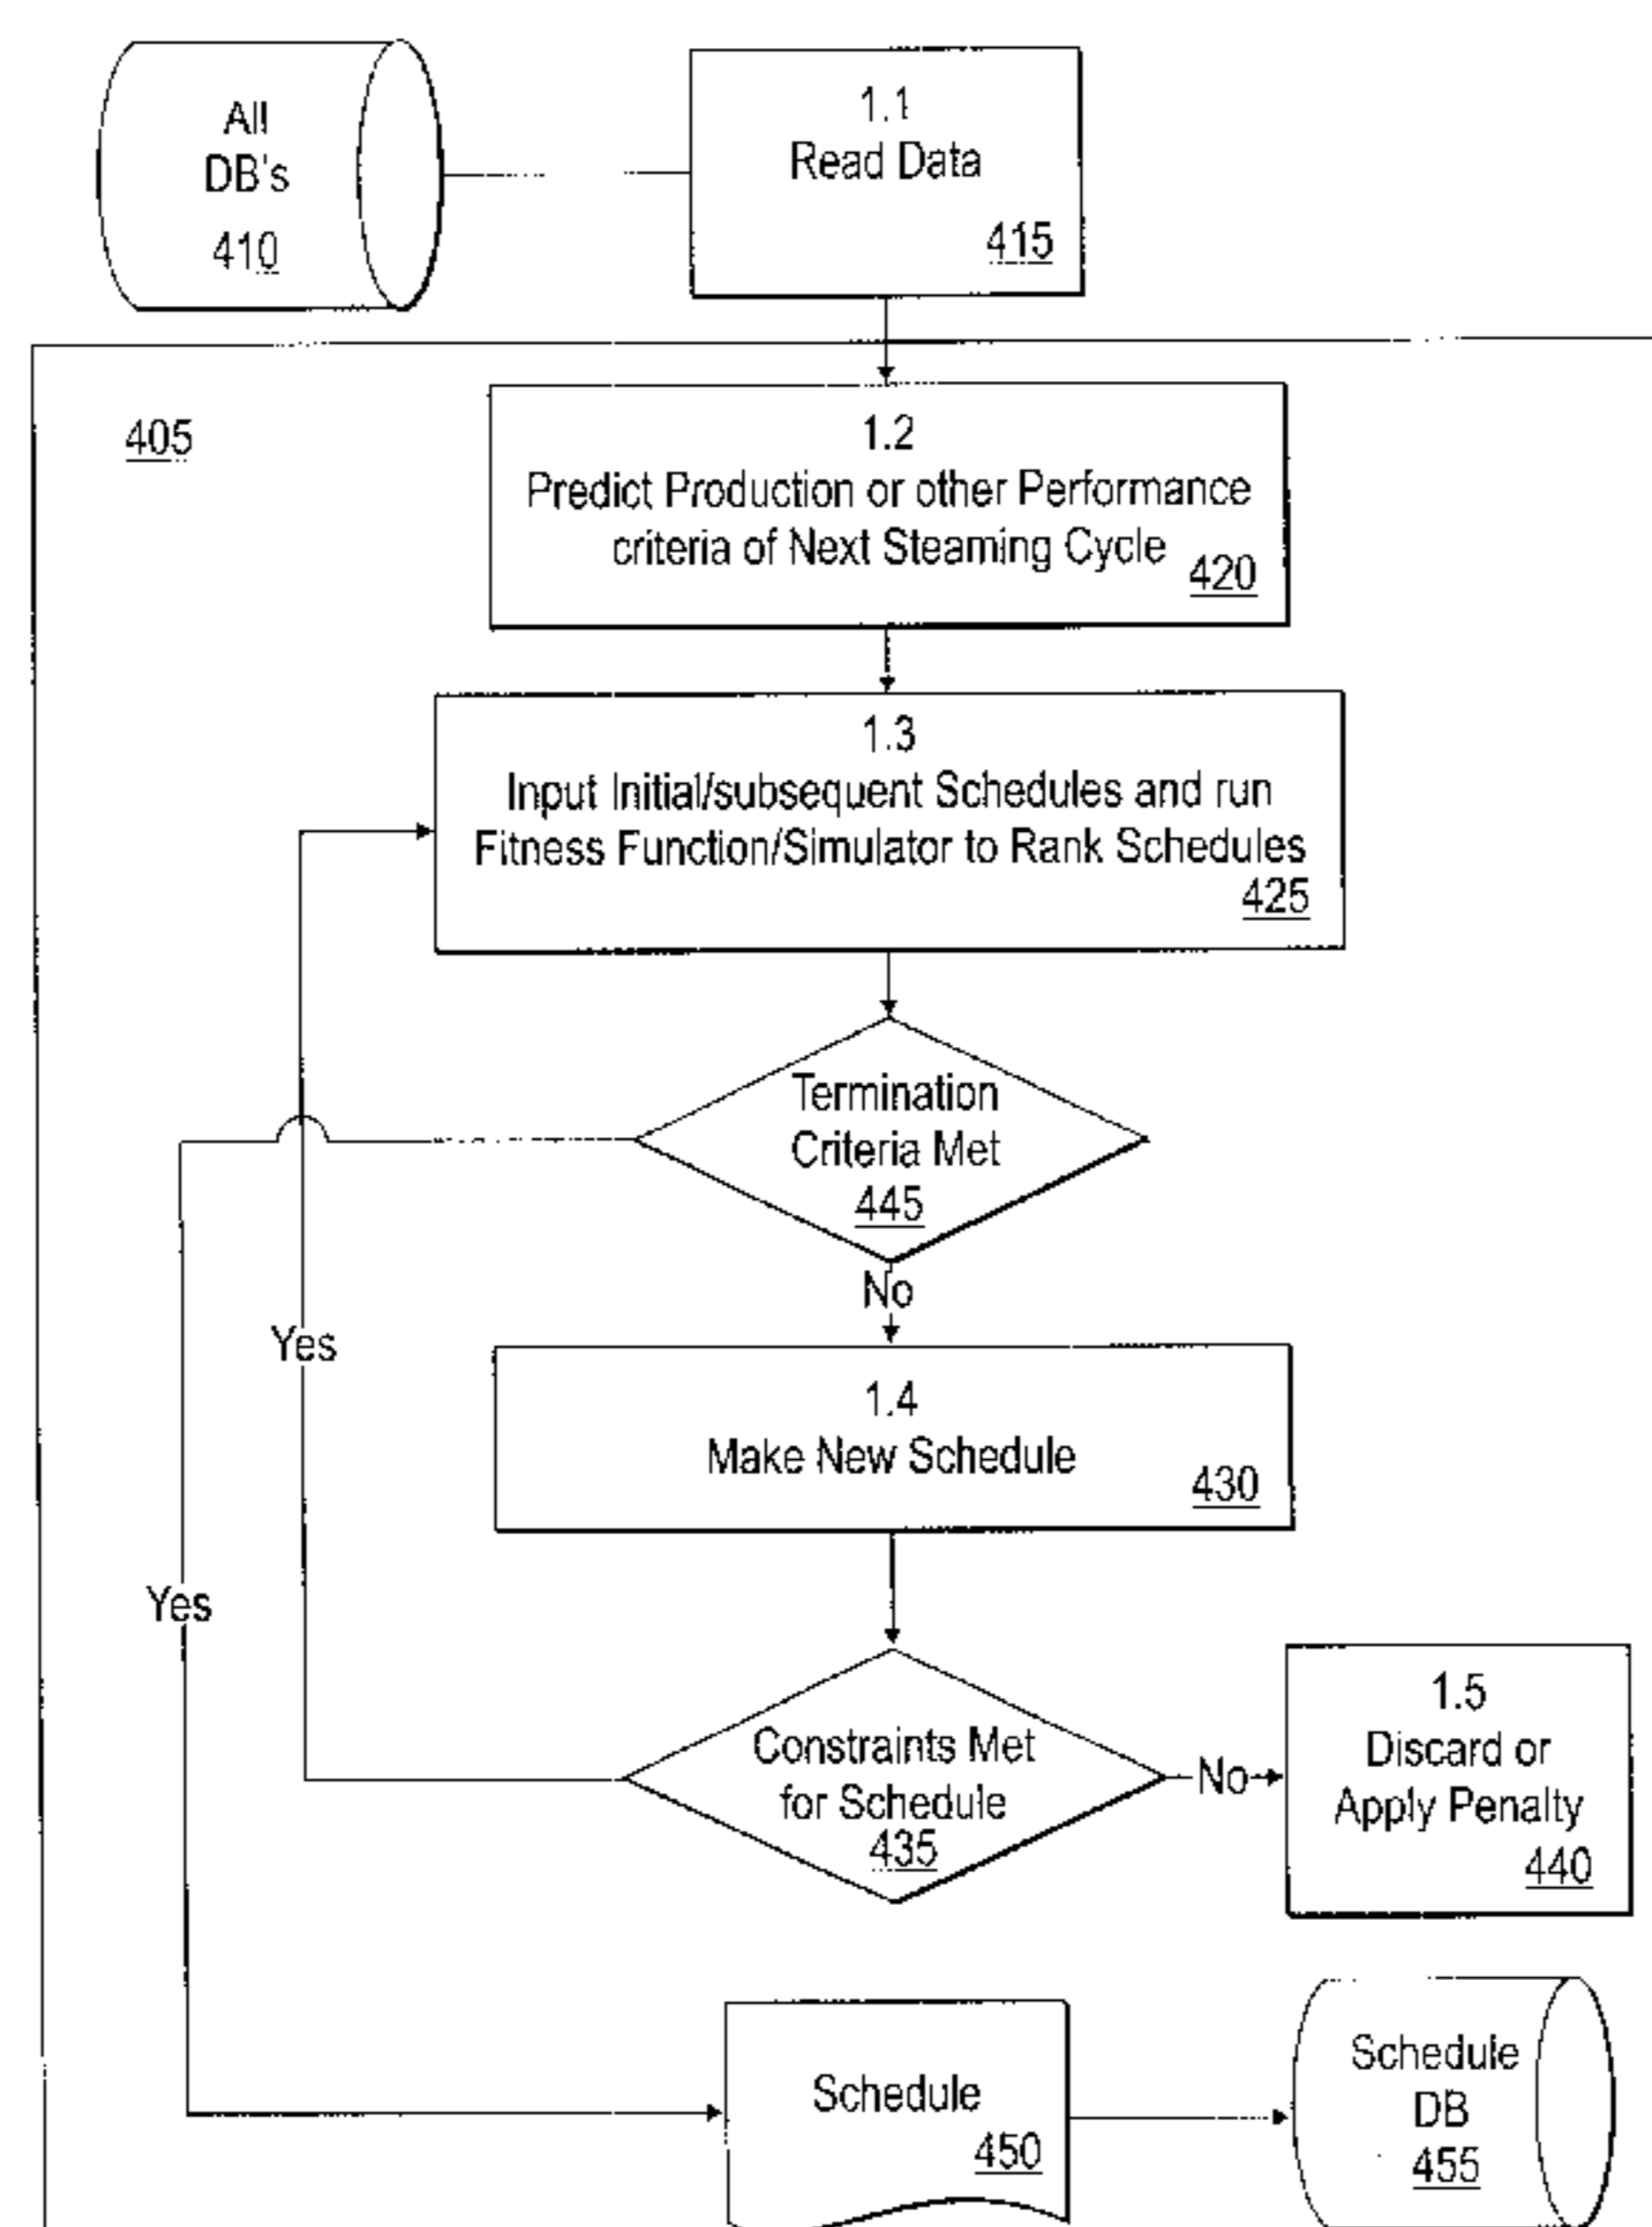 All
DB's
410
1.1
Read Data
415
405
1.2
Predict Production or other Performance
criteria of Next Steaming Cycle
420
1.3
Input Initial/subsequent Schedules and run
Fitness Function/Simulator to Rank Schedules
425
Termination
Criteria Met
445
No
Yes
1.4
Make New Schedule
430
Yes
Constraints Met
for Schedule
435
No
1.5
Discard or
Apply Penalty
440
Schedule
450
Schedule
DB
455